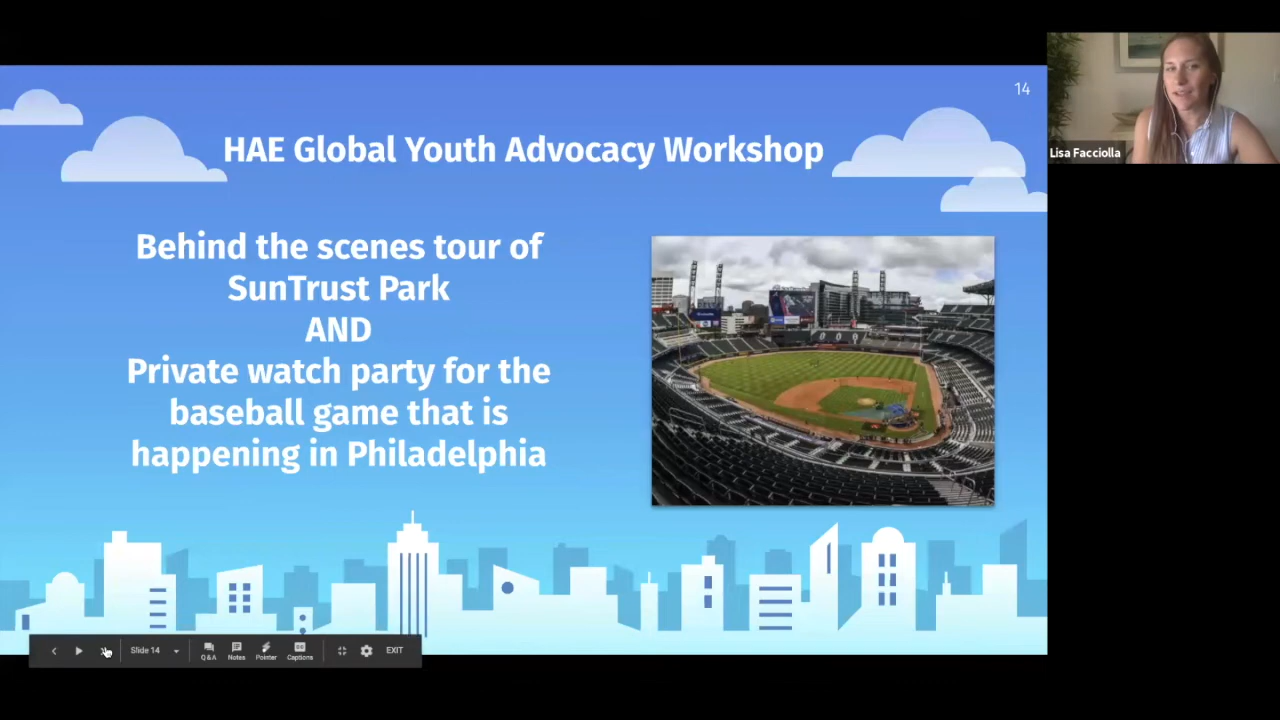 14
HAE Global Youth Advocacy Workshop
Behind the scenes tour of
SunTrust Park
AND
Private watch party for the
baseball game that is
happening in Philadelphia
Lisa Facciolla
Slide 14
Q&A
Notes
Pointer
Captions
EXIT